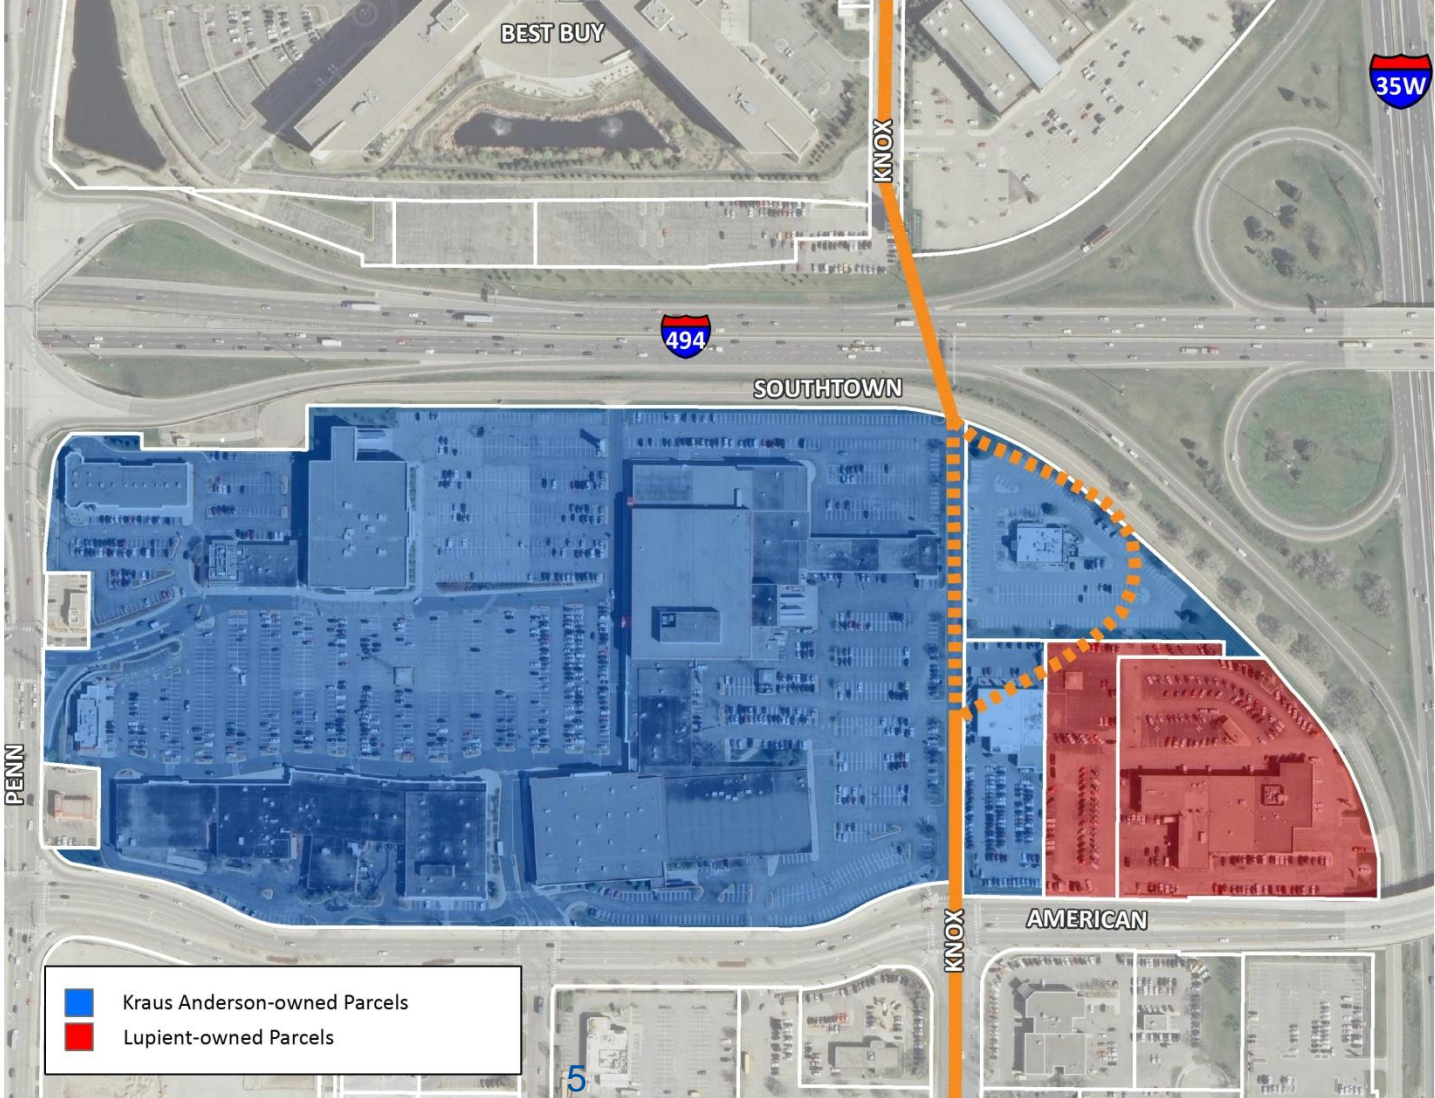 BEST BUY
35W
KNOX
494
SOUTHTOWN
PENN
KNOX
AMERICAN
Kraus Anderson-owned Parcels
Lupient-owned Parcels
5